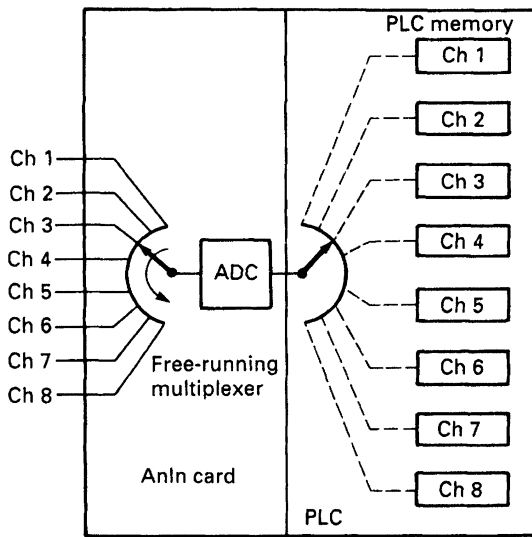 PLC memory
Ch 1
Ch 2
Ch 3
Ch 4
Ch 5
Ch 6
Ch 7
Ch 8
ADC
Free-running
multiplexer
AnIn card
Ch 1
Ch 2
Ch 3
Ch 4
Ch 5
Ch 6
Ch 7
Ch 8
PLC